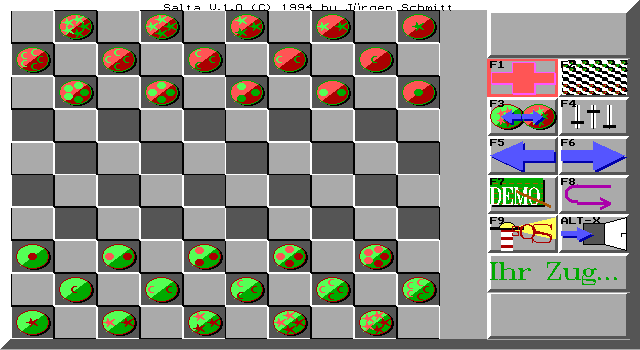 Salta V.1.0 (C) 1994 by Jürgen Schmitt
F1
F2
F3
F4
F5
F6
F7
F8
DEMO
F9
ALT-X
Ihr Zug...